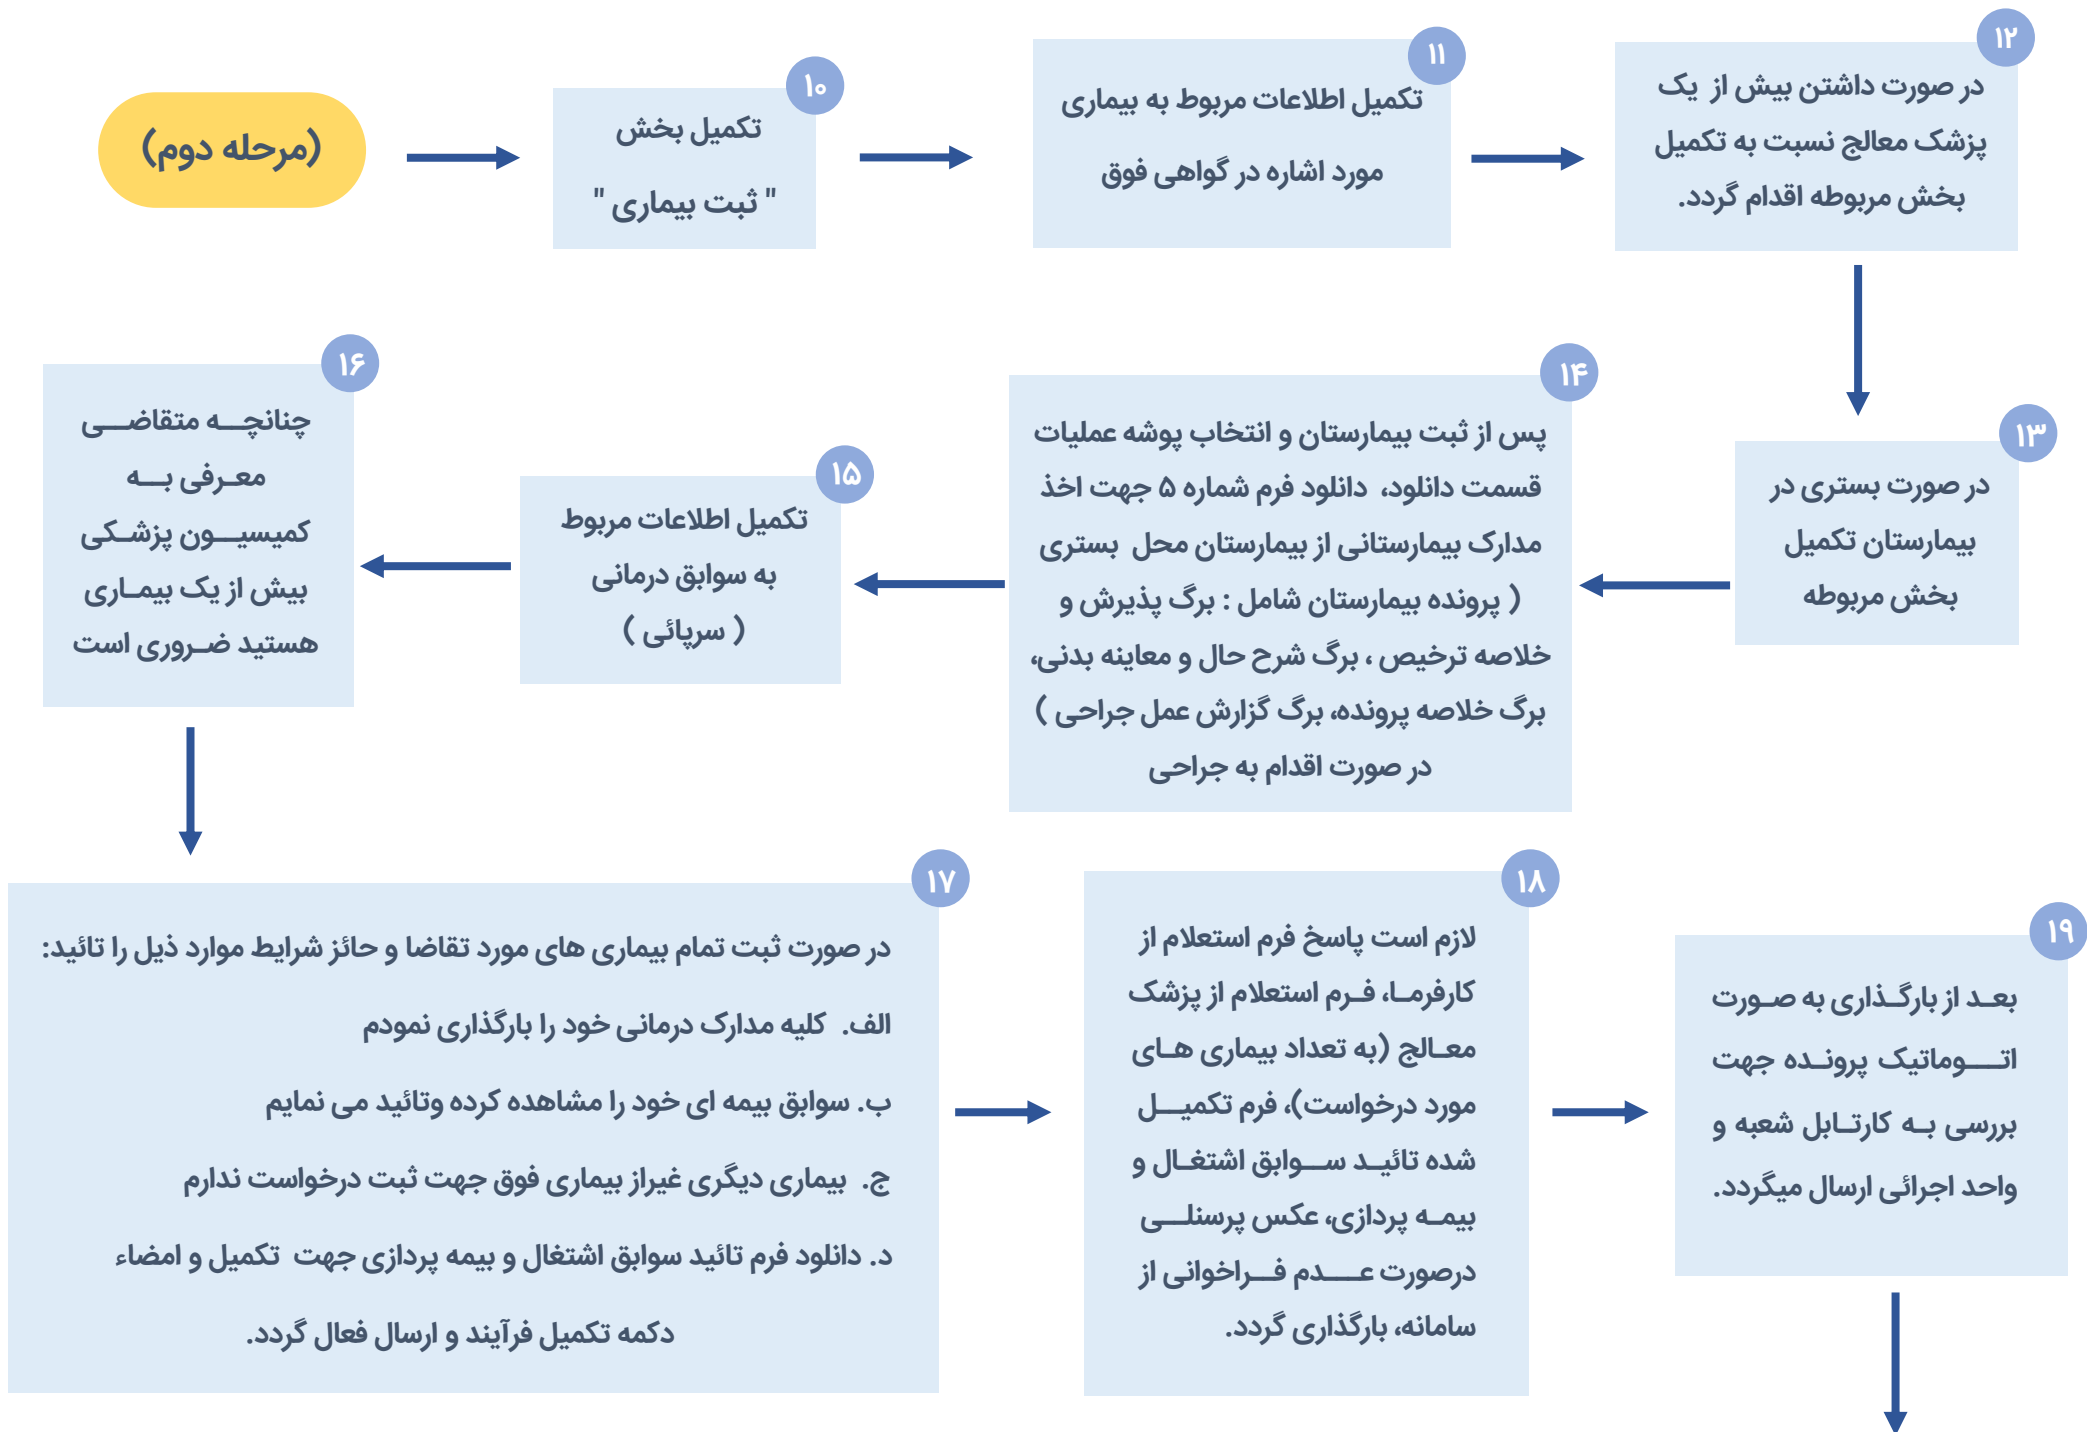 (مرحله دوم)
۱۰
تکمیل بخش
" ثبت بیماری "
۱۱
تکمیل اطلاعات مربوط به بیماری
مورد اشاره در گواهی فوق
۱۲
در صورت داشتن بیش از یک
پزشک معالج نسبت به تکمیل
بخش مربوطه اقدام گردد.
۱۳
در صورت بستری در
بیمارستان تکمیل
بخش مربوطه
۱۴
پس از ثبت بیمارستان و انتخاب پوشه عملیات
قسمت دانلود، دانلود فرم شماره ۵ جهت اخذ
مدارک بیمارستانی از بیمارستان محل بستری
( پرونده بیمارستان شامل : برگ پذیرش و
خلاصه ترخیص ، برگ شرح حال و معاینه بدنی،
برگ خلاصه پرونده، برگ گزارش عمل جراحی )
در صورت اقدام به جراحی
۱۵
تکمیل اطلاعات مربوط
به سوابق درمانی
( سرپائی )
۱۶
چنانچـــه متقاضـــی
معـرفی بـــه
کمیسیـــون پزشـکی
بیش از یک بیمـاری
هستید ضـروری است
۱۷
در صورت ثبت تمام بیماری های مورد تقاضا و حائز شرایط موارد ذیل را تائید:
الف. کلیه مدارک درمانی خود را بارگذاری نمودم
ب. سوابق بیمه ای خود را مشاهده کرده وتائید می نمایم
ج. بیماری دیگری غیراز بیماری فوق جهت ثبت درخواست ندارم
د. دانلود فرم تائید سوابق اشتغال و بیمه پردازی جهت تکمیل و امضاء
دکمه تکمیل فرآیند و ارسال فعال گردد.
۱۸
لازم است پاسخ فرم استعلام از
کارفرمـا، فـرم استعلام از پزشک
معـالج (به تعداد بیماری هـای
مورد درخواست)، فرم تکمیـــل
شده تائیـد ســوابق اشتغـال و
بیمـه پردازی، عکس پرسنلـــی
درصورت عـــدم فـــراخوانی از
سامانه، بارگذاری گردد.
۱۹
بعـد از بارگـذاری به صـورت
اتـــوماتیک پرونـده جهت
بررسی بـه کارتـابل شعبه و
واحد اجرائی ارسال میگردد.